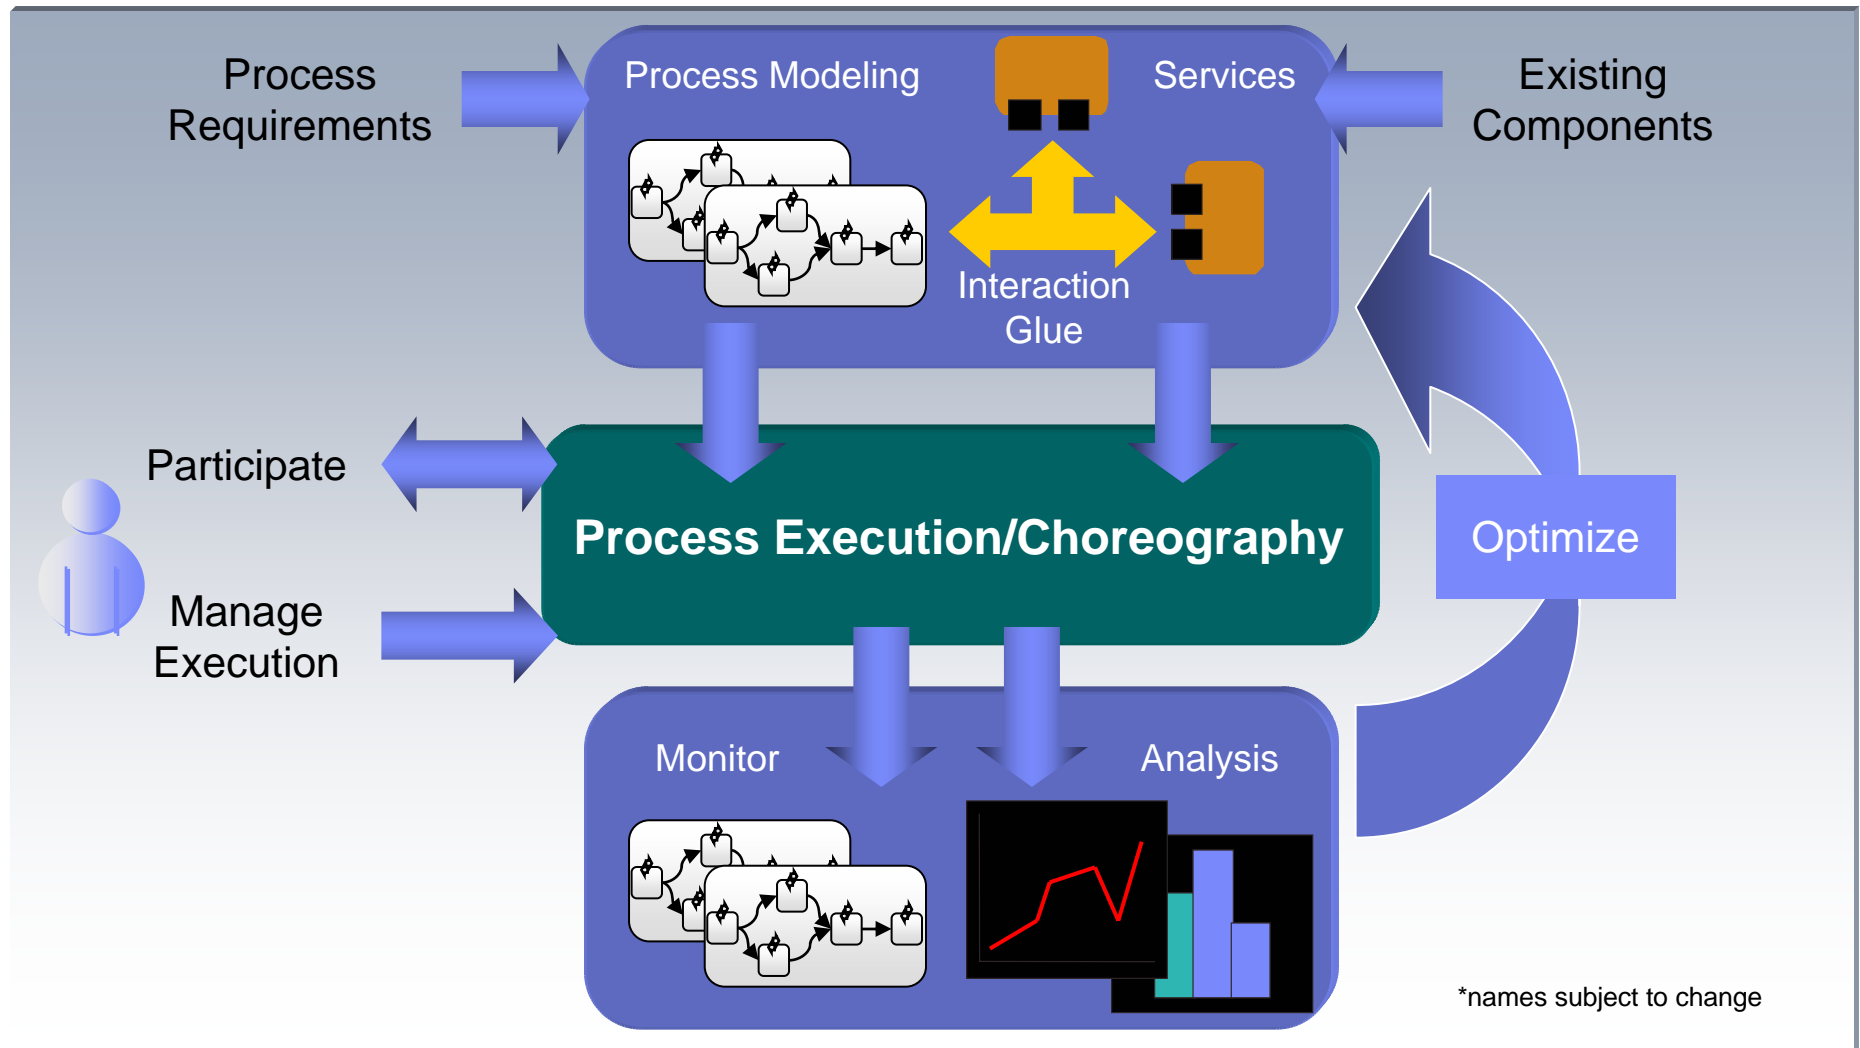 Process
Requirements
Process Modeling
Services
Existing
Components
Interaction
Glue
Participate
Process Execution/Choreography
Optimize
Manage
Execution
Monitor
Analysis
*names subject to change